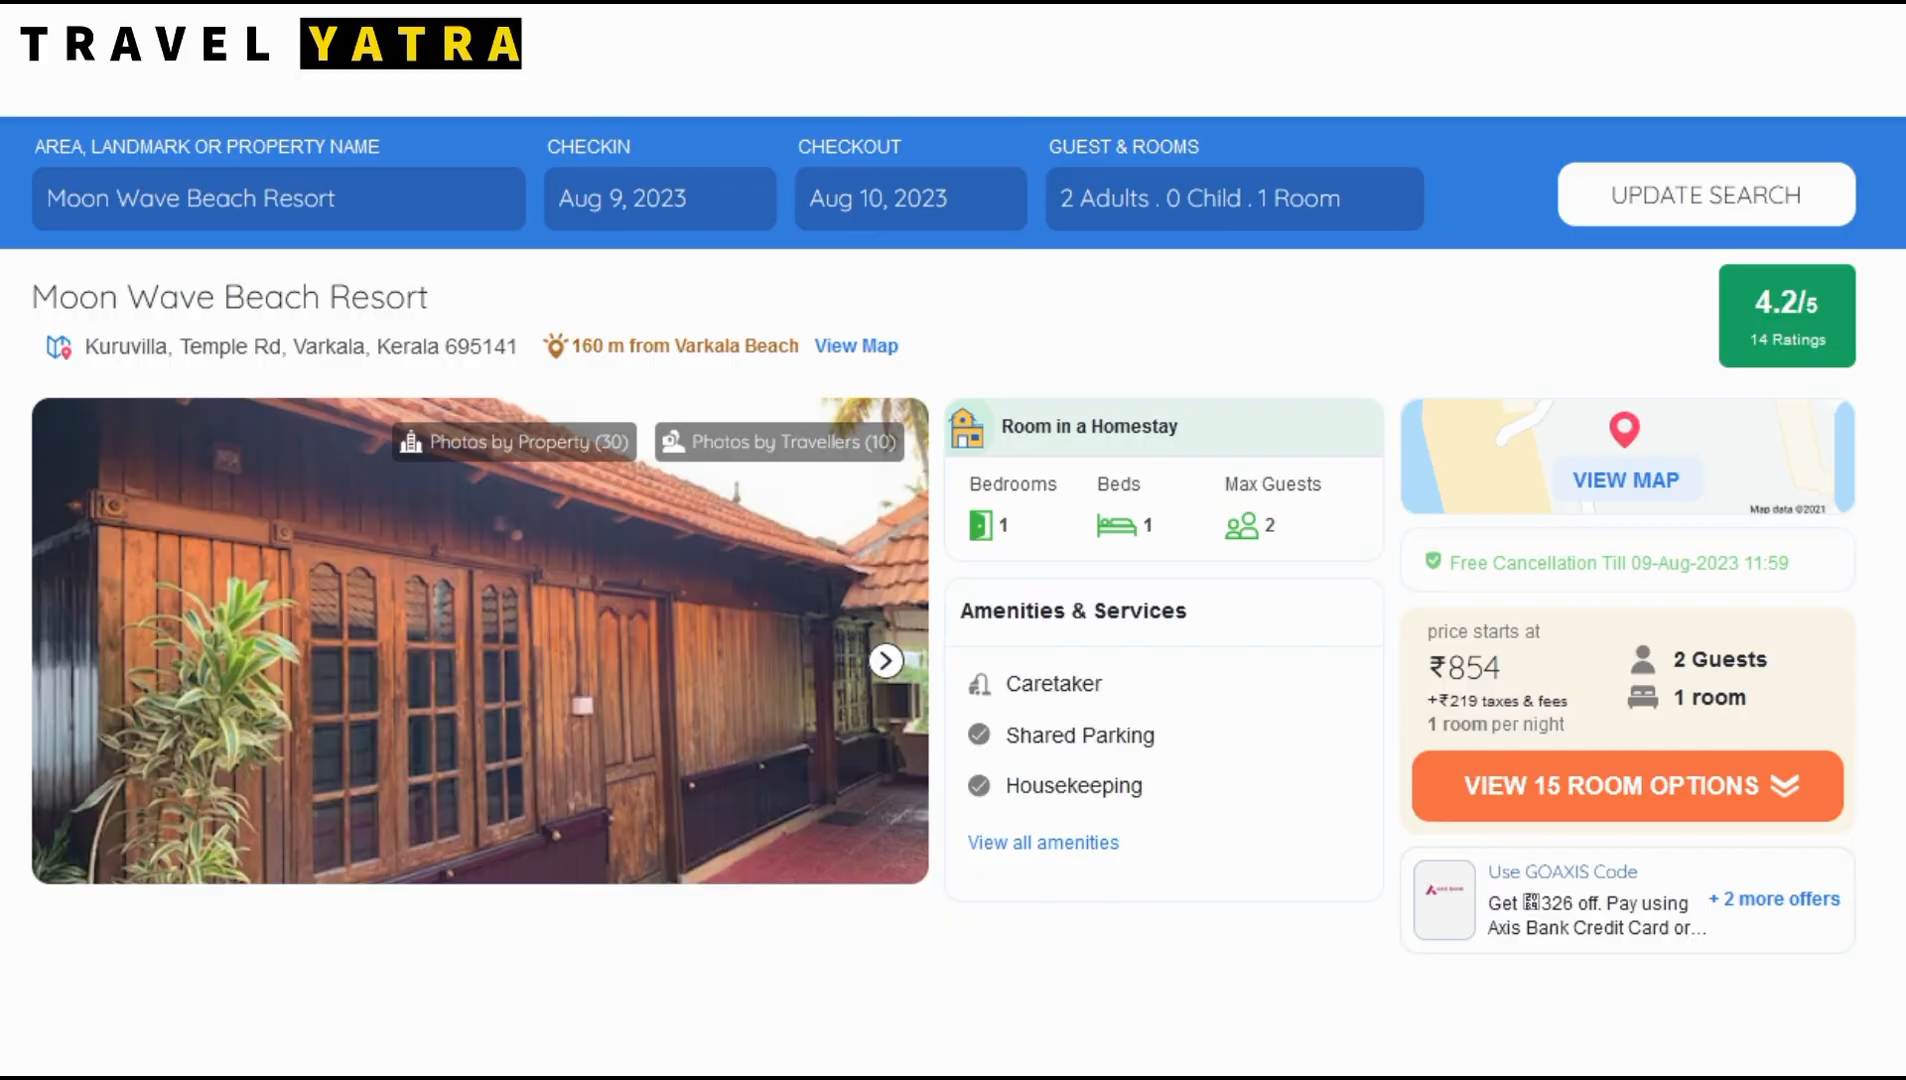 TRAVEL YATRA
AREA, LANDMARK OR PROPERTY NAME
Moon Wave Beach Resort
CHECKIN
Aug 9, 2023
CHECKOUT
Aug 10, 2023
GUEST & ROOMS
2 Adults . 0 Child . 1 Room
UPDATE SEARCH
Moon Wave Beach Resort
Kuruvilla, Temple Rd, Varkala, Kerala 695141
160 m from Varkala Beach
View Map
4.2/5
14 Ratings
Photos by Property (30)
Photos by Travellers (10)
Room in a Homestay
Bedrooms
1
Beds
1
Max Guests
2
Amenities & Services
Caretaker
Shared Parking
Housekeeping
View all amenities
VIEW MAP
Map data ©2021
Free Cancellation Till 09-Aug-2023 11:59
price starts at
₹854
+₹219 taxes & fees
1 room per night
2 Guests
1 room
VIEW 15 ROOM OPTIONS
AXIS BANK
Use GOAXIS Code
Get 326 off. Pay using
Axis Bank Credit Card or...
+ 2 more offers